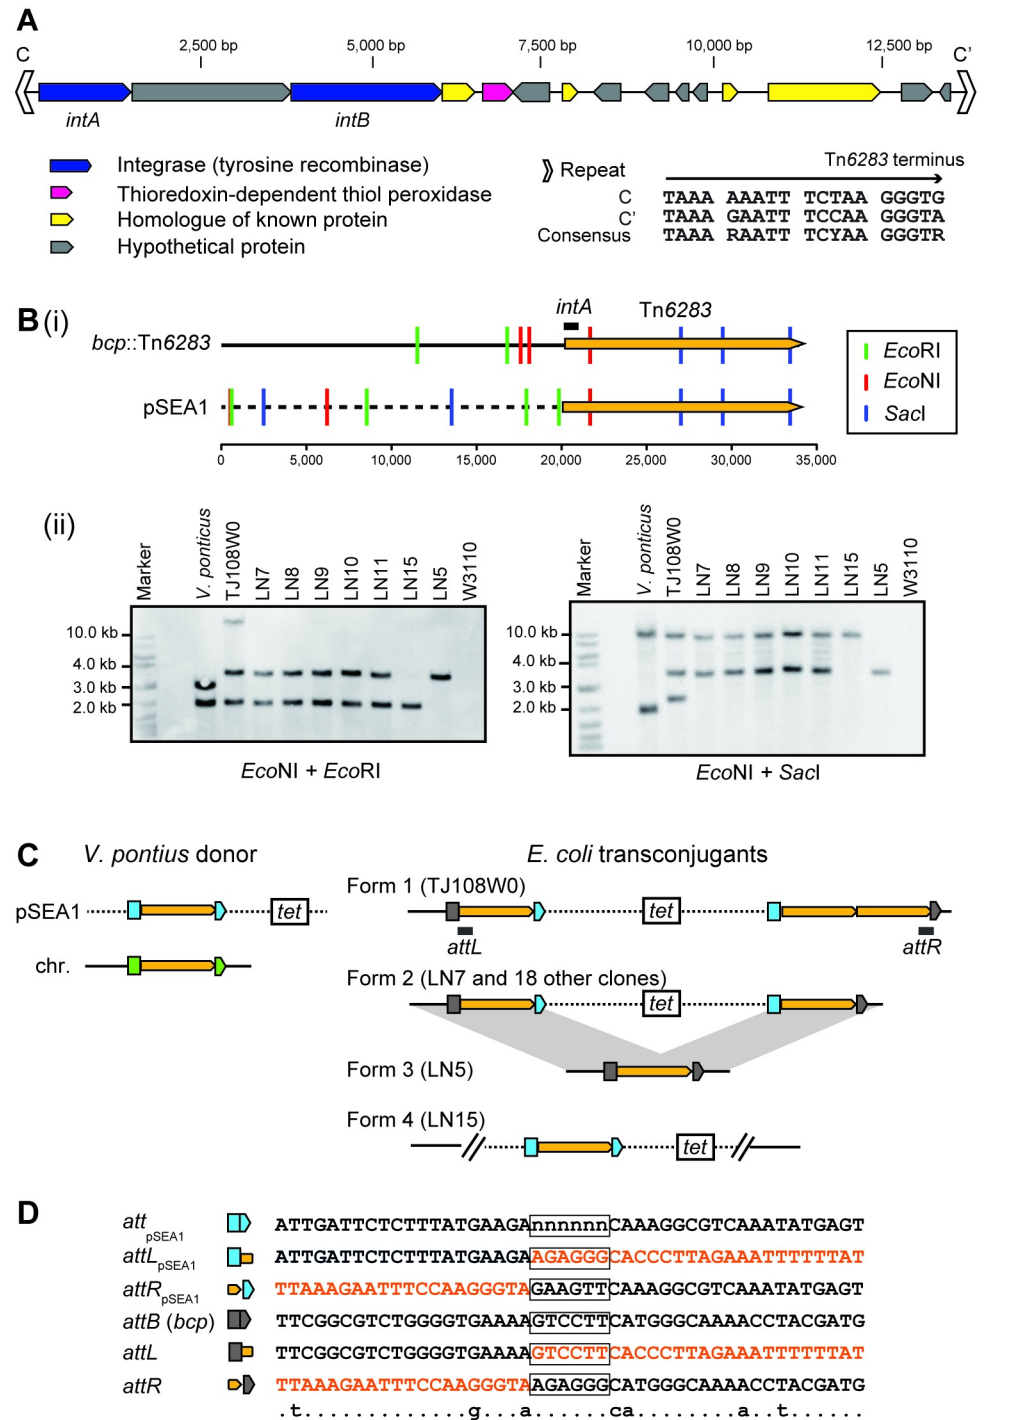 A
C 2,500 bp 5,000 bp 7,500 bp 10,000 bp 12,500 bp C’
intA intB
Integrase (tyrosine recombinase)
Thioredoxin-dependent thiol peroxidase
Homologue of known protein
Hypothetical protein
Tn6283 terminus
Repeat
C TAAA AAATT TCTAA GGGTG
C’ TAAA GAATT TCCAA GGGTA
Consensus TAAA RAATT TCYAA GGGTR
B (i)
intA Tn6283
bcp::Tn6283
pSEA1
0 5,000 10,000 15,000 20,000 25,000 30,000 35,000
EcoRI
EcoNI
SacI
(ii)
Marker V. ponticus TJ108W0 LN7 LN8 LN9 LN10 LN11 LN15 LN5 W3110
10.0 kb
4.0 kb
3.0 kb
2.0 kb
EcoNI + EcoRI
Marker V. ponticus TJ108W0 LN7 LN8 LN9 LN10 LN11 LN15 LN5 W3110
10.0 kb
4.0 kb
3.0 kb
2.0 kb
EcoNI + SacI
C V. pontius donor E. coli transconjugants
pSEA1 tet
chr.
Form 1 (TJ108W0)
tet
attL attR
Form 2 (LN7 and 18 other clones)
tet
Form 3 (LN5)
Form 4 (LN15)
tet
D
att pSEA1 ATTGATTCTCTTTATGAAGAnnnnnnCAAAGGCGTCAAATATGAGT
attL pSEA1 ATTGATTCTCTTTATGAAGAAGAGGGCACCCTTAGAAATTTTTTAT
attR pSEA1 TTAAAGAATTTCCAAGGGTAGAAGTTCAAAGGCGTCAAATATGAGT
attB (bcp) TTCGGCGTCTGGGGTGAAAAGTCCTTCATGGGCAAAACCTACGATG
attL TTCGGCGTCTGGGGTGAAAAGTCCTTCACCCTTAGAAATTTTTTAT
attR TTAAAGAATTTCCAAGGGTAAGAGGGCATGGGCAAAACCTACGATG
.t.............g...a......ca........a..t......